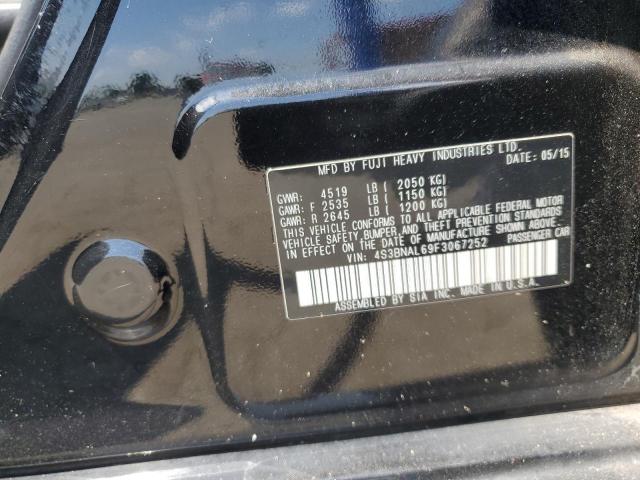 MFD BY FUJI HEAVY INDUSTRIES LTD.
DATE: 05/15
GVWR: 4519 LB ( 2050 KG)
GAWR: F 2535 LB ( 1150 KG)
GAWR: R 2645 LB ( 1200 KG)
THIS VEHICLE CONFORMS TO ALL APPLICABLE FEDERAL MOTOR
VEHICLE SAFETY,BUMPER,AND THEFT PREVENTION STANDARDS
IN EFFECT ON THE DATE OF MANUFACTURE SHOWN ABOVE.
VIN: 4S3BNAL69F3067252 PASSENGER CAR
ASSEMBLED BY SIA INC. MADE IN U.S.A.